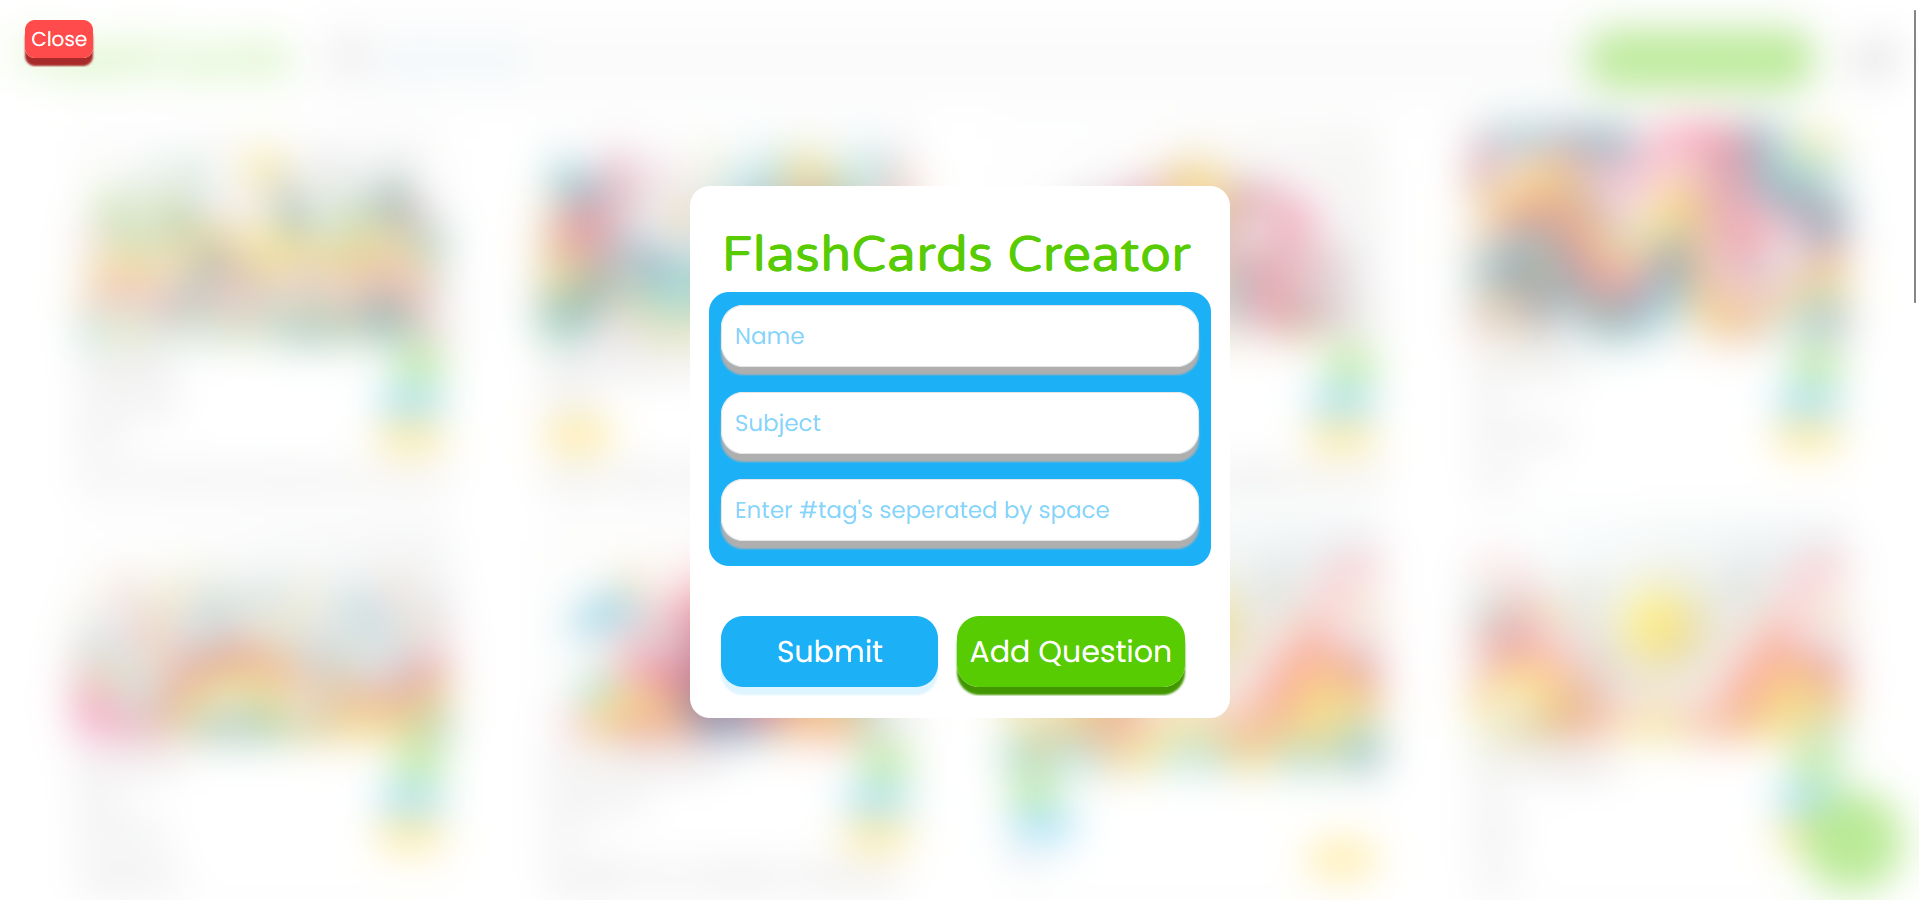 Close
FlashCards Creator
Name
Subject
Enter #tag's seperated by space
Submit
Add Question